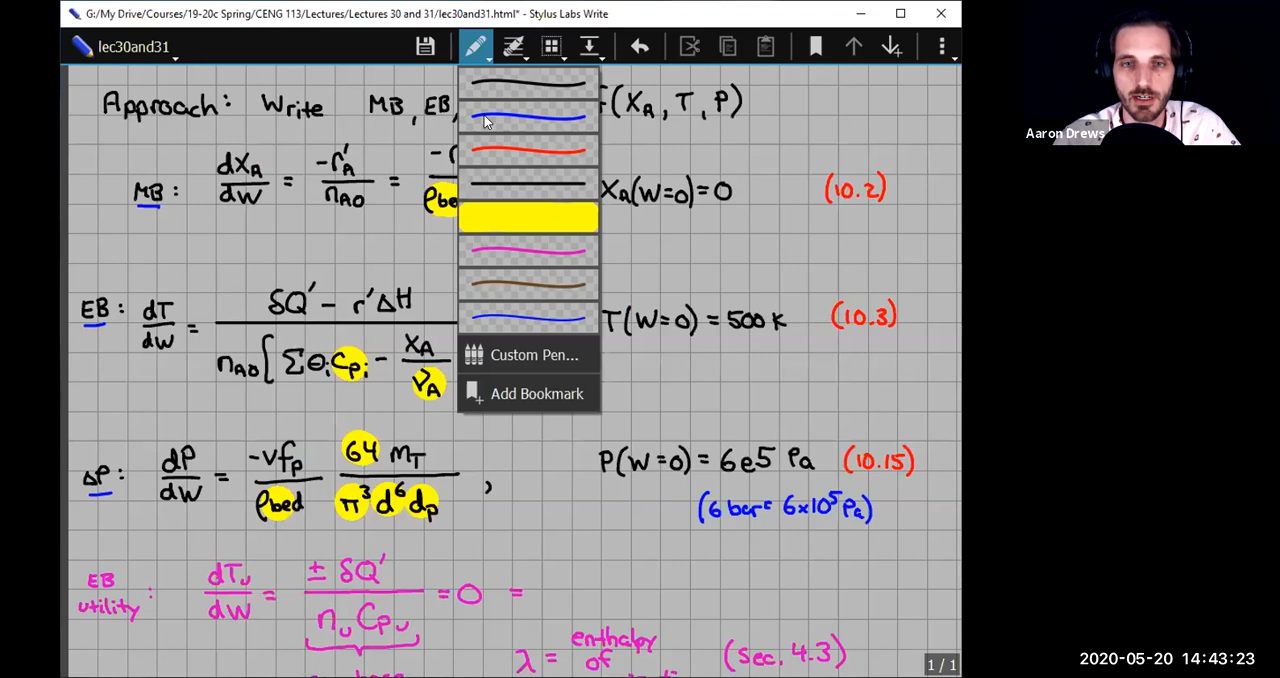 G:/My Drive/Courses/19-20c Spring/CENG 113/Lectures/Lectures 30 and 31/lec30and31.html* - Stylus Labs Write
lec30and31
Approach: Write MB, EB, f(XA, T, P)
MB: dXA/dW = -r'A/nA0 = ρbed XA(W=0) = 0 (10.2)
EB: dT/dW = δQ' - r'ΔH / nA0[ΣΘiCpi - XA/νA T(W=0) = 500 K (10.3)
ΔP: dP/dW = -vfp/ρbed 64 mT/π³d⁶dp , P(W=0) = 6e5 Pa (10.15)
(6 bar = 6×10⁵ Pa)
EB utility: dTu/dW = ± δQ'/nuCpu = 0 =
λ = enthalpy of (Sec. 4.3)
Custom Pen...
Add Bookmark
1 / 1
Aaron Drews
2020-05-20 14:43:23